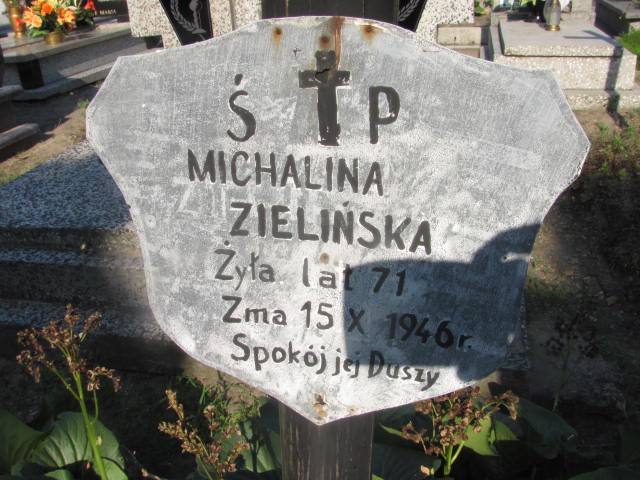 Ś P
MICHALINA
ZIELIŃSKA
Żyła lat 71
Zma 15 X 1946 r.
Spokój jej Duszy